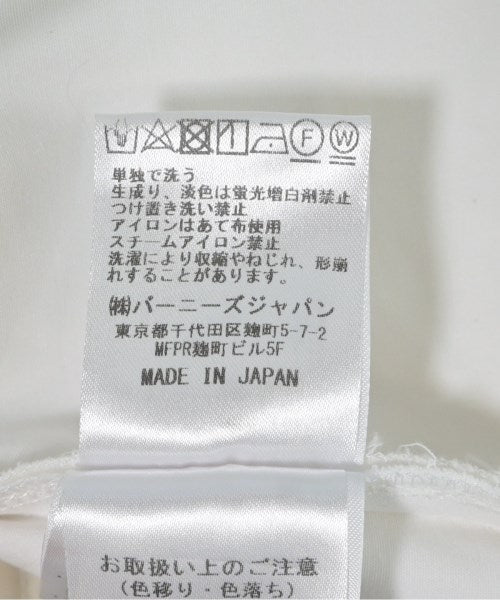 F W
単独で洗う
生成り、淡色は蛍光増白剤禁止
つけ置き洗い禁止
アイロンはあて布使用
スチームアイロン禁止
洗濯により収縮やねじれ、形崩
れすることがあります。
㈱バーニーズジャパン
東京都千代田区麹町5-7-2
MFPR麹町ビル5F
MADE IN JAPAN
お取扱い上のご注意
(色移り・色落ち)